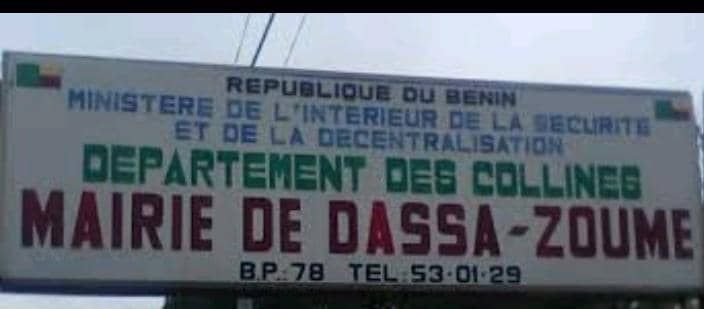 REPUBLIQUE DU BENIN
MINISTERE DE L'INTERIEUR DE LA SECURITE
ET DE LA DECENTRALISATION
DEPARTEMENT DES COLLINES
MAIRIE DE DASSA-ZOUME
B.P.:78 TEL:53-01-29